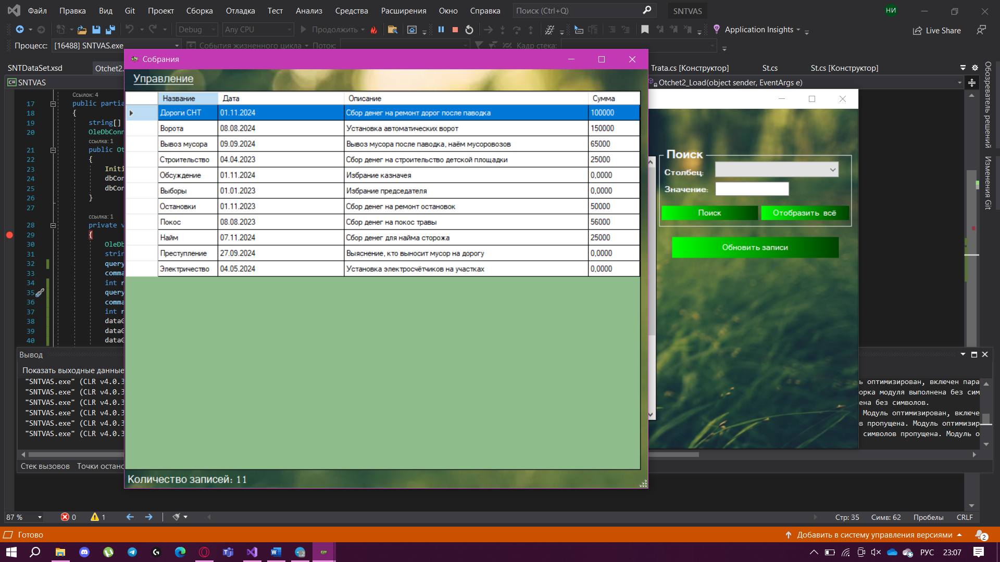 Файл Правка Вид Git Проект Сборка Отладка Тест Анализ Средства Расширения Окно Справка Поиск (Ctrl+Q) SNTVAS НИ
Debug Any CPU Продолжить Application Insights Live Share
Процесс: [16488] SNTVAS.exe События жизненного цикла Поток: Кадр стека:
SNTDataSet.xsd Otchet2. Trata.cs [Конструктор] St.cs St.cs [Конструктор]
SNTVAS Otchet2_Load(object sender, EventArgs e)
Обозреватель решений
Изменения Git
Ссылок: 4
17 public partia
18 {
19 string[]
20 OleDbConn
ссылка: 1
21 public Ot
22 {
23 Initi
24 dbCon
25 dbCon
26 }
27
ссылка: 1
28 private v
29 {
30 OleDb
31 strin
32 query
33 comma
34 int r
35 query
36 comma
37 int r
38 dataG
39 dataG
40 dataG
Собрания
Управление
Название Дата Описание Сумма
Дороги СНТ 01.11.2024 Сбор денег на ремонт дорог после паводка 100000
Ворота 08.08.2024 Установка автоматических ворот 150000
Вывоз мусора 09.09.2024 Вывоз мусора после паводка, наём мусоровозов 65000
Строительство 04.04.2023 Сбор денег на строительство детской площадки 25000
Обсуждение 01.11.2024 Избрание казначея 0,0000
Выборы 01.01.2023 Избрание председателя 0,0000
Остановки 01.11.2023 Сбор денег на ремонт остановок 50000
Покос 08.08.2023 Сбор денег на покос травы 56000
Найм 07.11.2024 Сбор денег для найма сторожа 25000
Преступление 27.09.2024 Выяснение, кто выносит мусор на дорогу 0,0000
Электричество 04.05.2024 Установка электросчётчиков на участках 0,0000
Количество записей: 11
Поиск
Столбец:
Значение:
Поиск Отобразить всё
Обновить записи
Вывод
Показать выходные данные
"SNTVAS.exe" (CLR v4.0.3 ь оптимизирован, включен пара
"SNTVAS.exe" (CLR v4.0.3 орка модуля выполнена без сим
"SNTVAS.exe" (CLR v4.0.3 ена без символов.
"SNTVAS.exe" (CLR v4.0.3 Модуль оптимизирован, включе
"SNTVAS.exe" (CLR v4.0.3 в пропущена. Модуль оптимизир
"SNTVAS.exe" (CLR v4.0.3 символов пропущена. Модуль о
Стек вызовов Точки остано
87 % 0 1 Стр: 35 Симв: 62 Пробелы CRLF
Готово Добавить в систему управления версиями 2
РУС 23:07